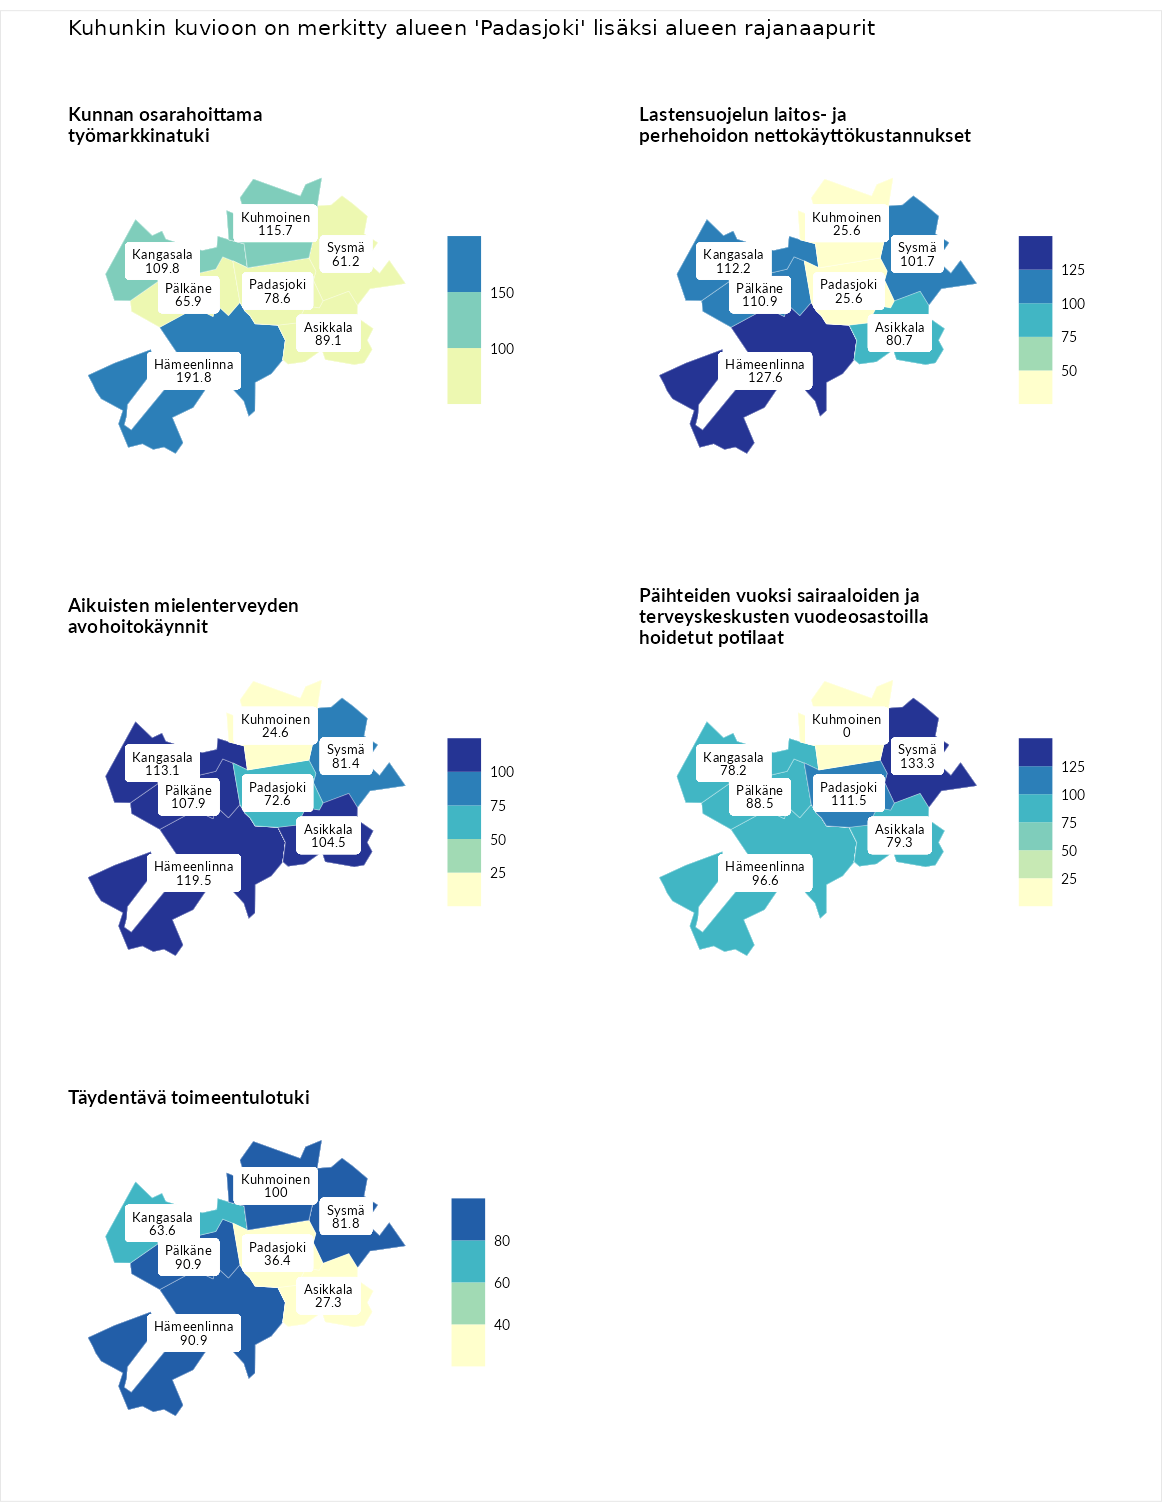 Kuhunkin kuvioon on merkitty alueen 'Padasjoki' lisäksi alueen rajanaapurit
Kunnan osarahoittama
työmarkkinatuki
Kuhmoinen
115.7
Sysmä
61.2
Kangasala
109.8
Pälkäne
65.9
Padasjoki
78.6
Asikkala
89.1
Hämeenlinna
191.8
150
100
Lastensuojelun laitos- ja
perhehoidon nettokäyttökustannukset
Kuhmoinen
25.6
Sysmä
101.7
Kangasala
112.2
Pälkäne
110.9
Padasjoki
25.6
Asikkala
80.7
Hämeenlinna
127.6
125
100
75
50
Aikuisten mielenterveyden
avohoitokäynnit
Kuhmoinen
24.6
Sysmä
81.4
Kangasala
113.1
Pälkäne
107.9
Padasjoki
72.6
Asikkala
104.5
Hämeenlinna
119.5
100
75
50
25
Päihteiden vuoksi sairaaloiden ja
terveyskeskusten vuodeosastoilla
hoidetut potilaat
Kuhmoinen
0
Sysmä
133.3
Kangasala
78.2
Pälkäne
88.5
Padasjoki
111.5
Asikkala
79.3
Hämeenlinna
96.6
125
100
75
50
25
Täydentävä toimeentulotuki
Kuhmoinen
100
Sysmä
81.8
Kangasala
63.6
Pälkäne
90.9
Padasjoki
36.4
Asikkala
27.3
Hämeenlinna
90.9
80
60
40